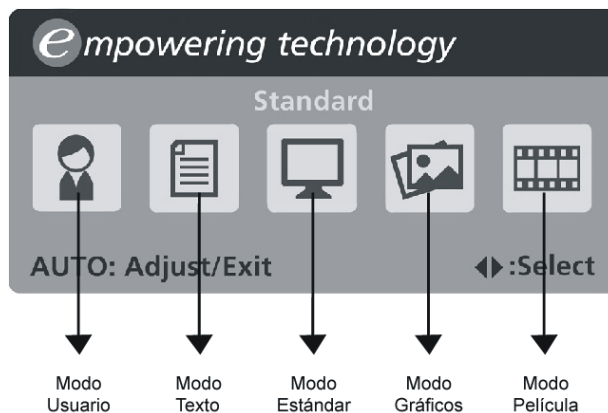 empowering technology
Standard
AUTO: Adjust/Exit
:Select
Modo
Usuario
Modo
Texto
Modo
Estándar
Modo
Gráficos
Modo
Película